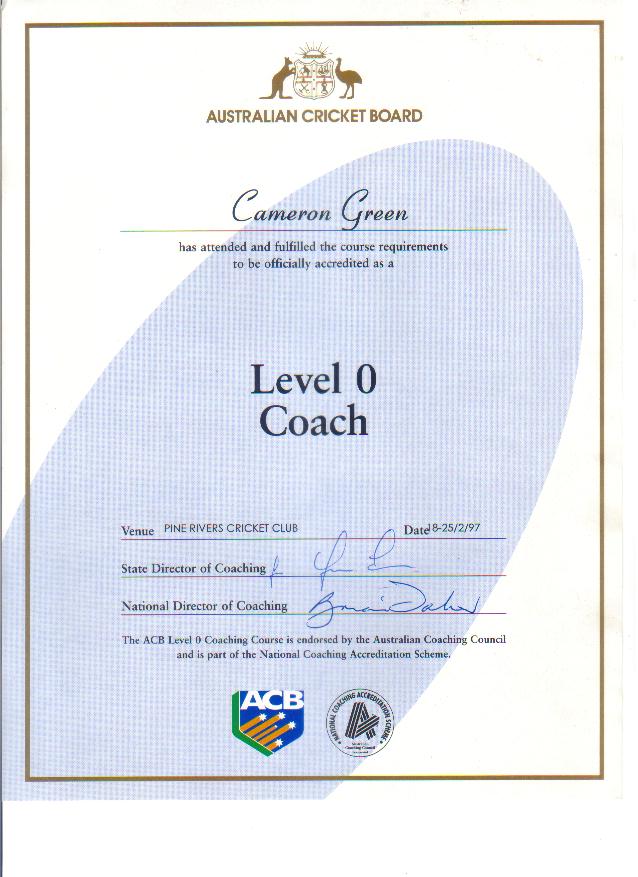 AUSTRALIAN CRICKET BOARD
Cameron Green
has attended and fulfilled the course requirements
to be officially accredited as a
Level 0
Coach
Venue PINE RIVERS CRICKET CLUB Date 18-25/2/97
State Director of Coaching
National Director of Coaching
The ACB Level 0 Coaching Course is endorsed by the Australian Coaching Council
and is part of the National Coaching Accreditation Scheme.
ACB
NATIONAL COACHING ACCREDITATION SCHEME
Australian
Coaching Council